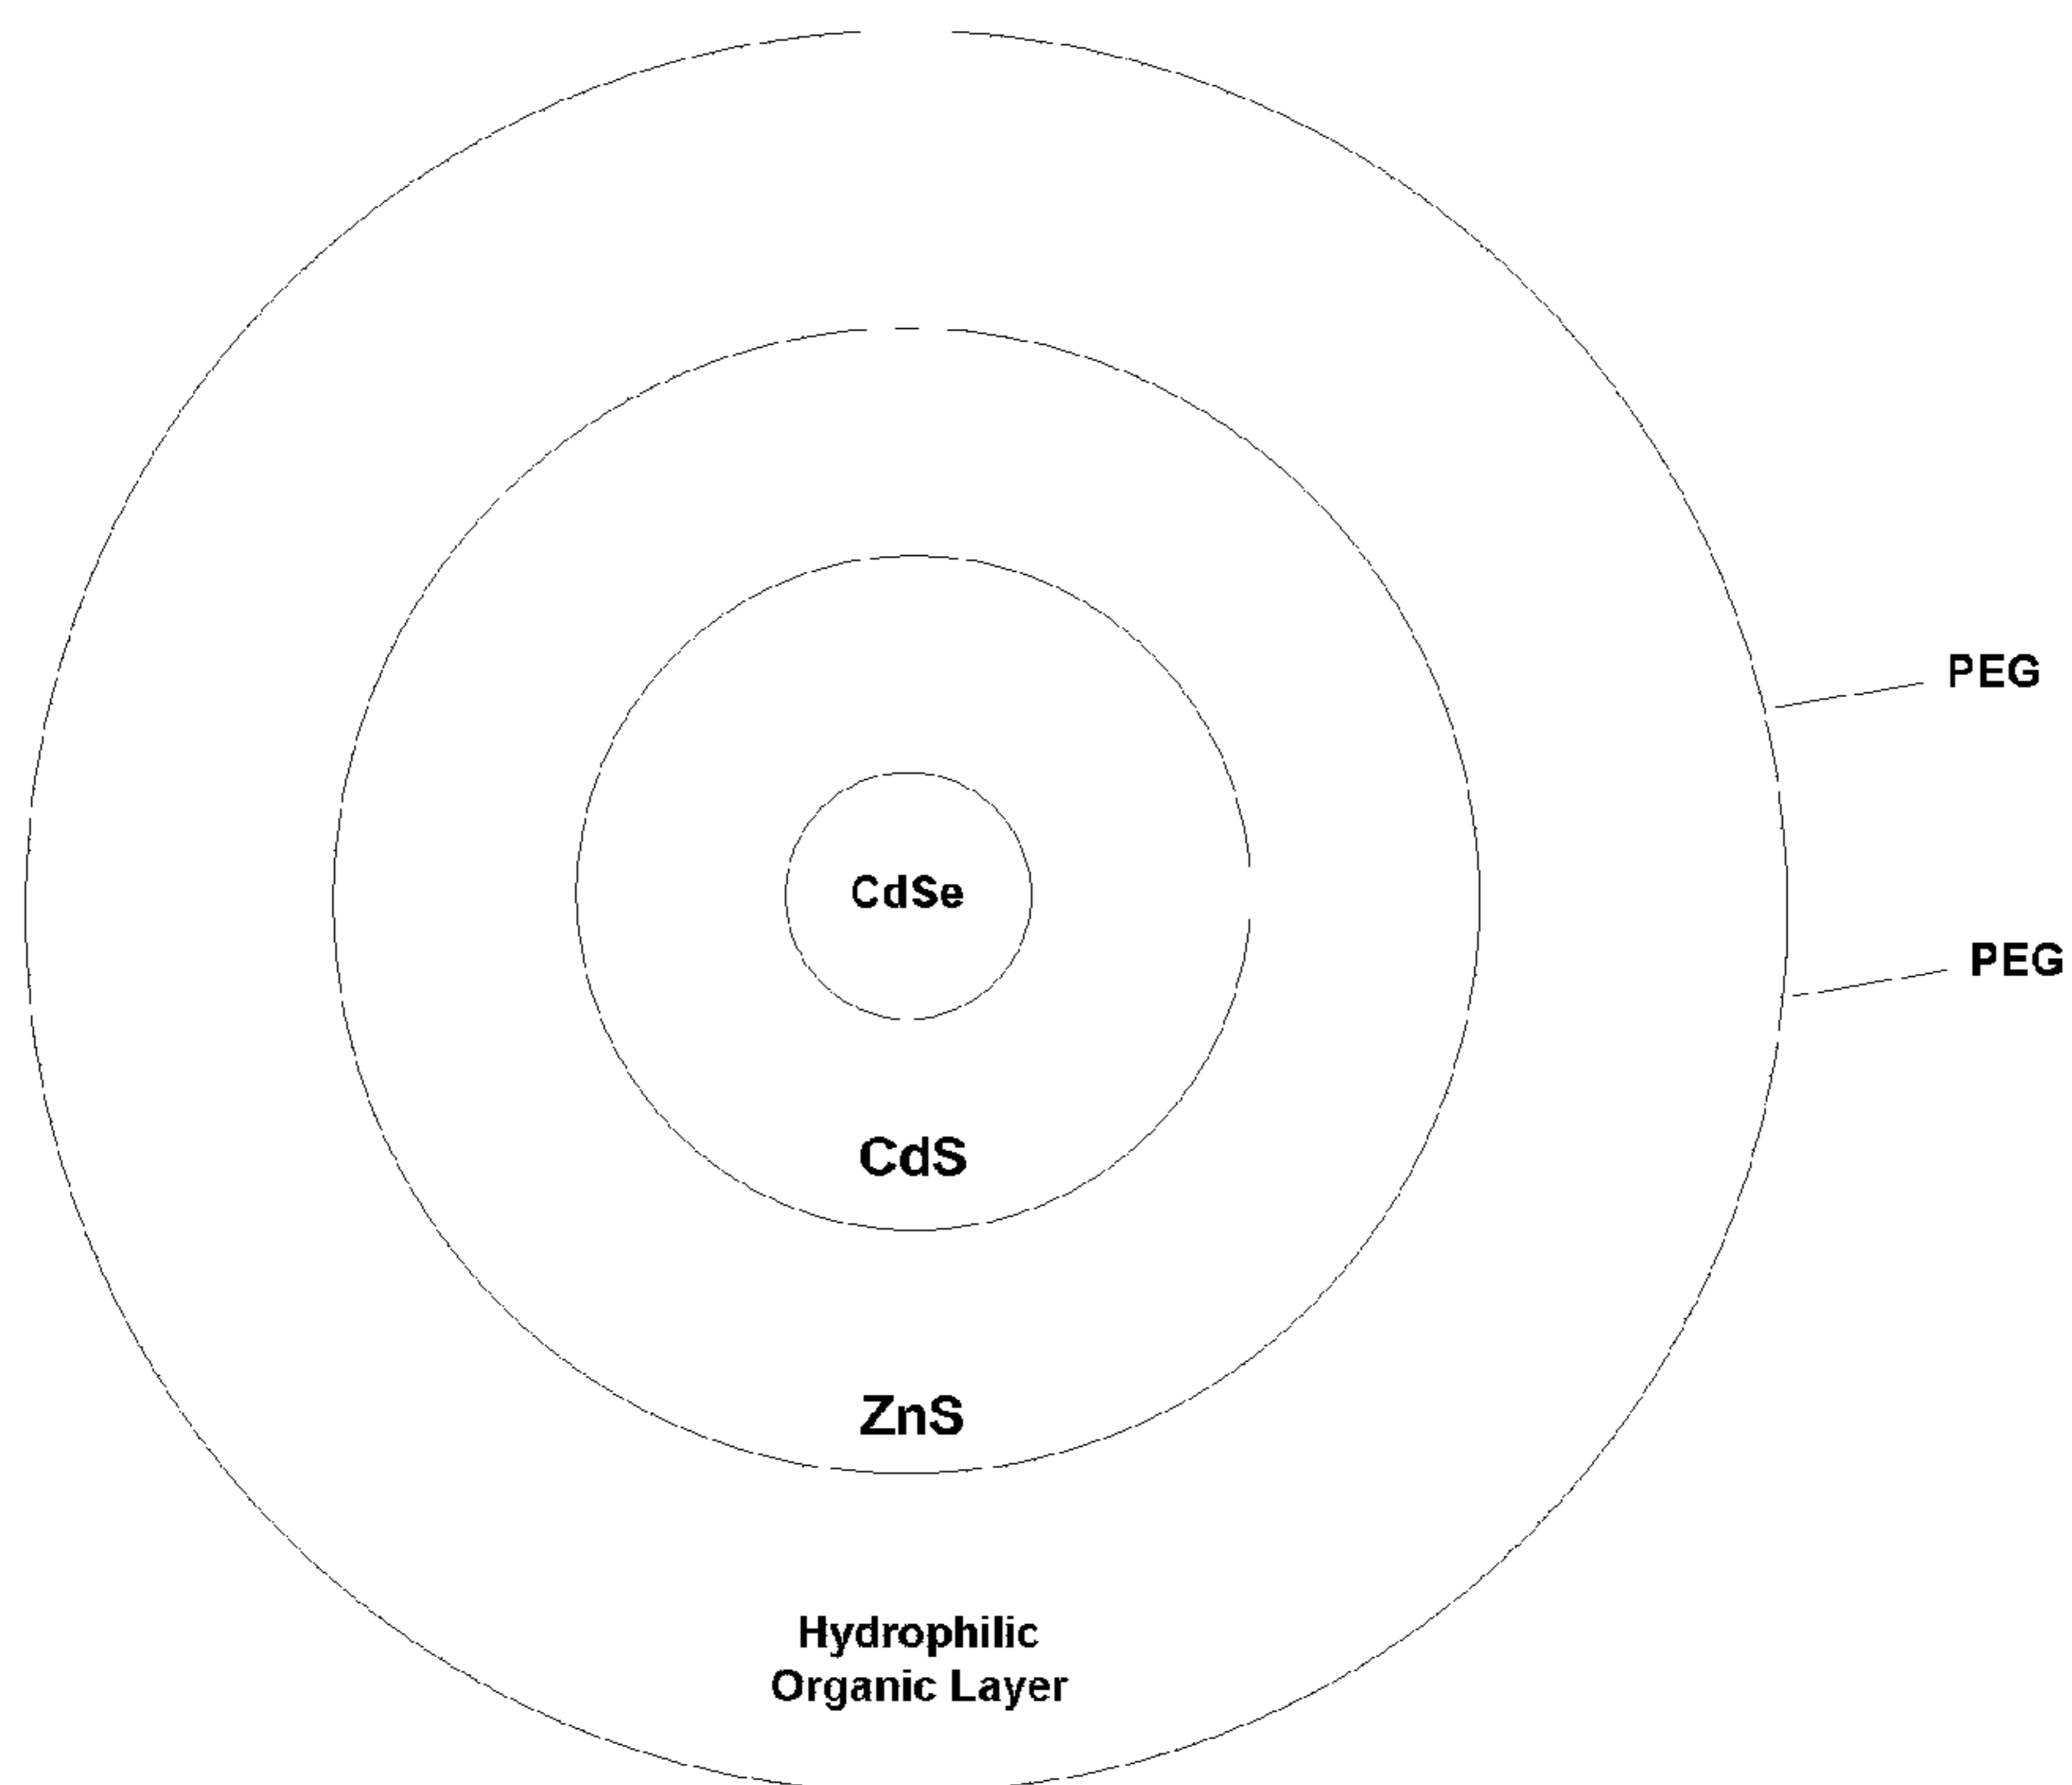 PEG
CdSe
PEG
CdS
ZnS
Hydrophilic
Organic Layer